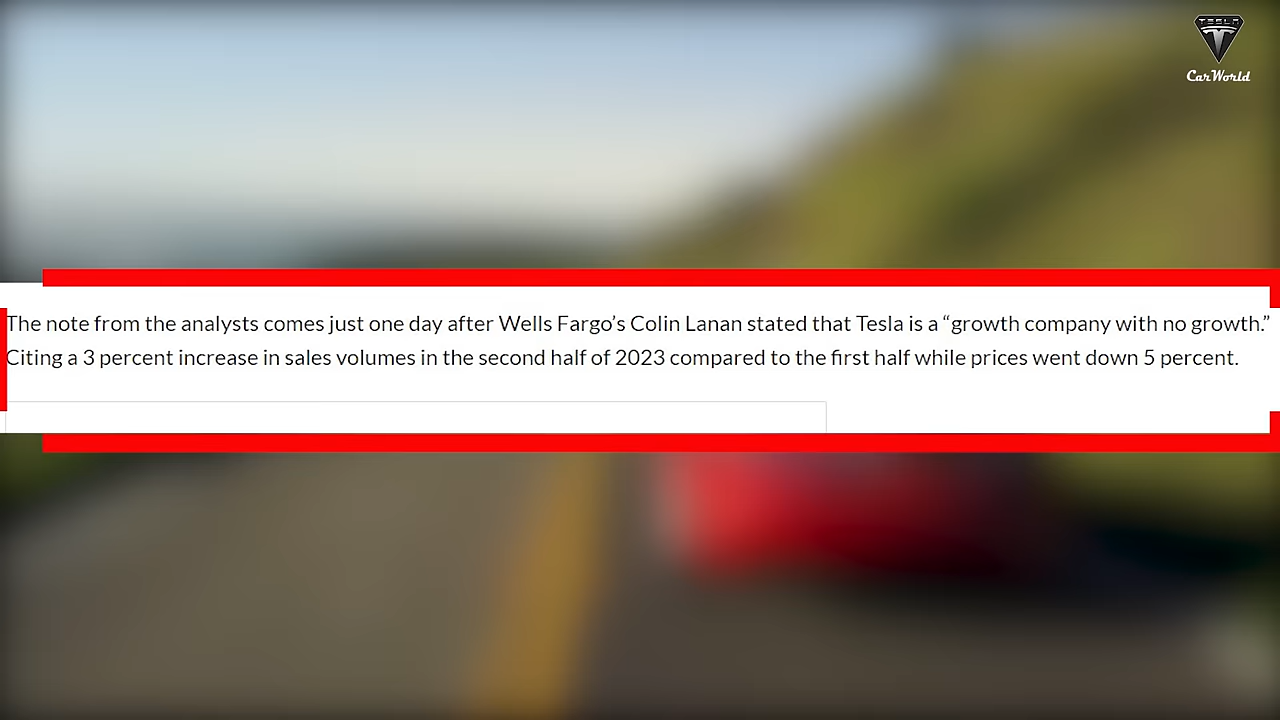 TESLA
CarWorld
The note from the analysts comes just one day after Wells Fargo’s Colin Lanan stated that Tesla is a “growth company with no growth.”
Citing a 3 percent increase in sales volumes in the second half of 2023 compared to the first half while prices went down 5 percent.